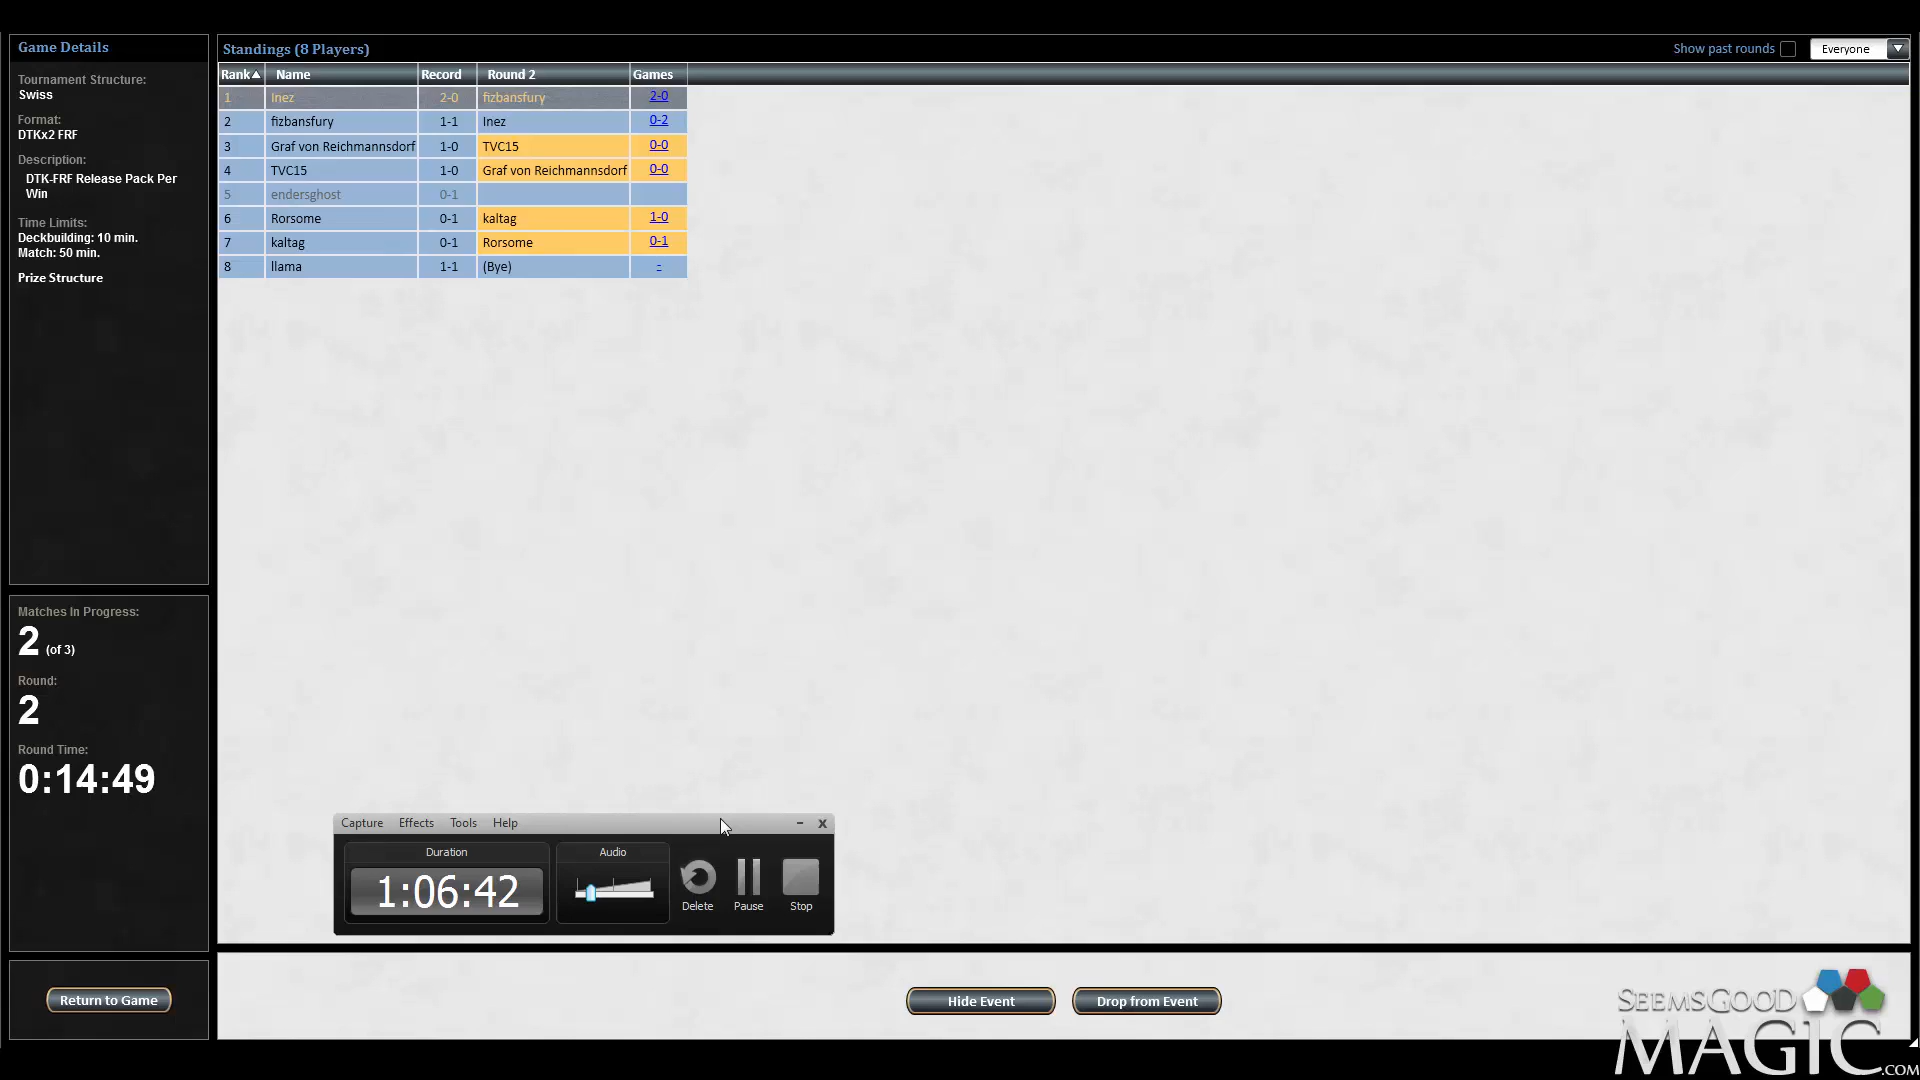 Game Details
Tournament Structure:
Swiss
Format:
DTKx2 FRF
Description:
DTK-FRF Release Pack Per
Win
Time Limits:
Deckbuilding: 10 min.
Match: 50 min.
Prize Structure
Standings (8 Players)
Show past rounds
Everyone
Rank Name Record Round 2 Games
1 Inez 2-0 fizbansfury 2-0
2 fizbansfury 1-1 Inez 0-2
3 Graf von Reichmannsdorf 1-0 TVC15 0-0
4 TVC15 1-0 Graf von Reichmannsdorf 0-0
5 endersghost 0-1
6 Rorsome 0-1 kaltag 1-0
7 kaltag 0-1 Rorsome 0-1
8 llama 1-1 (Bye) -
Matches In Progress:
2 (of 3)
Round:
2
Round Time:
0:14:49
Capture Effects Tools Help
Duration
1:06:42
Audio
Delete Pause Stop
Return to Game
Hide Event
Drop from Event
SEEMSGOOD
MAGIC.COM